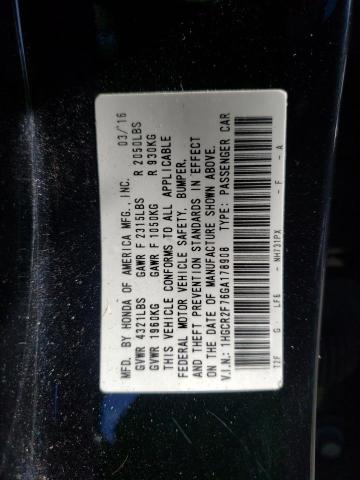 MFD. BY HONDA OF AMERICA MFG., INC. 03/16
GVWR 4321LBS GAWR F 2315LBS R 2050LBS
GVWR 1960KG GAWR F 1050KG R 930KG
THIS VEHICLE CONFORMS TO ALL APPLICABLE
FEDERAL MOTOR VEHICLE SAFETY, BUMPER,
AND THEFT PREVENTION STANDARDS IN EFFECT
ON THE DATE OF MANUFACTURE SHOWN ABOVE.
V.I.N.: 1HGCR2F76GA178908 TYPE: PASSENGER CAR
T2F G - LF6 - NH731PX - F - A